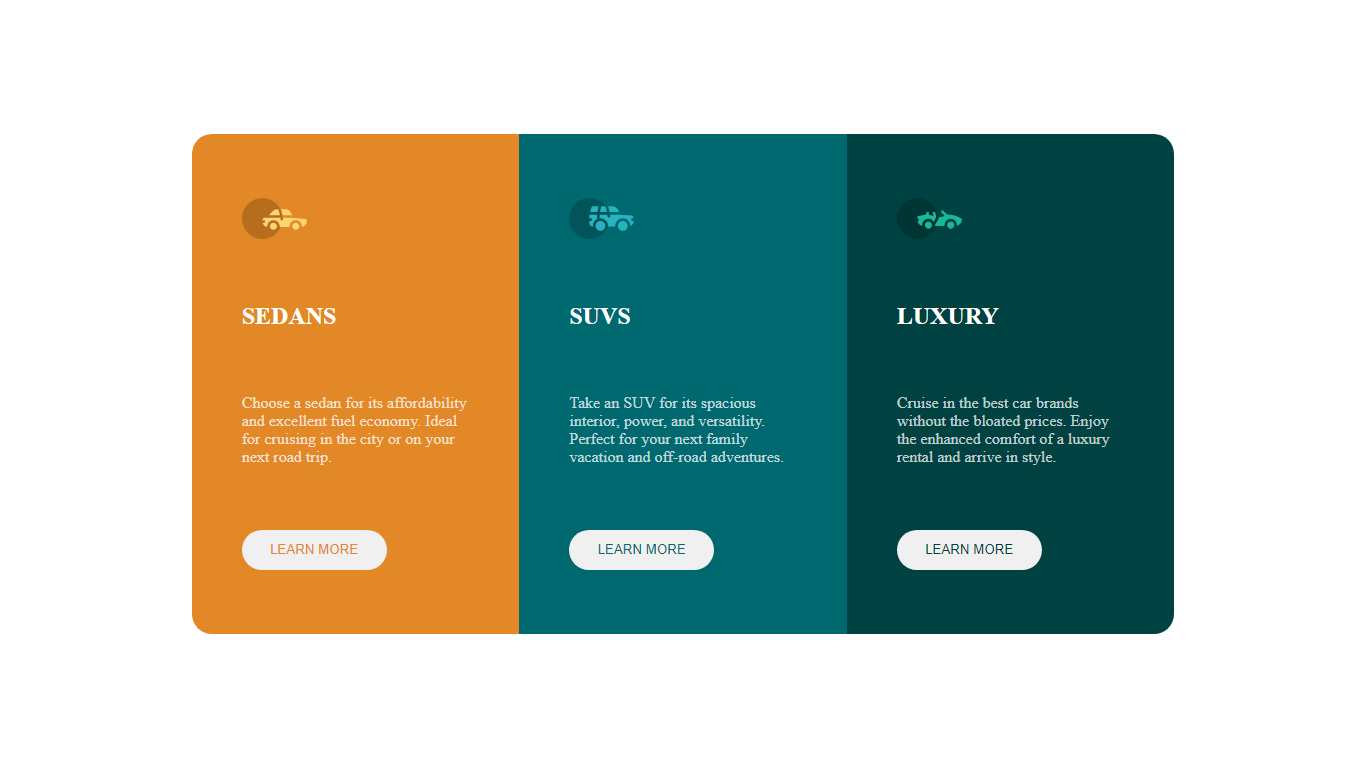 SEDANS
Choose a sedan for its affordability
and excellent fuel economy. Ideal
for cruising in the city or on your
next road trip.
LEARN MORE
SUVS
Take an SUV for its spacious
interior, power, and versatility.
Perfect for your next family
vacation and off-road adventures.
LEARN MORE
LUXURY
Cruise in the best car brands
without the bloated prices. Enjoy
the enhanced comfort of a luxury
rental and arrive in style.
LEARN MORE